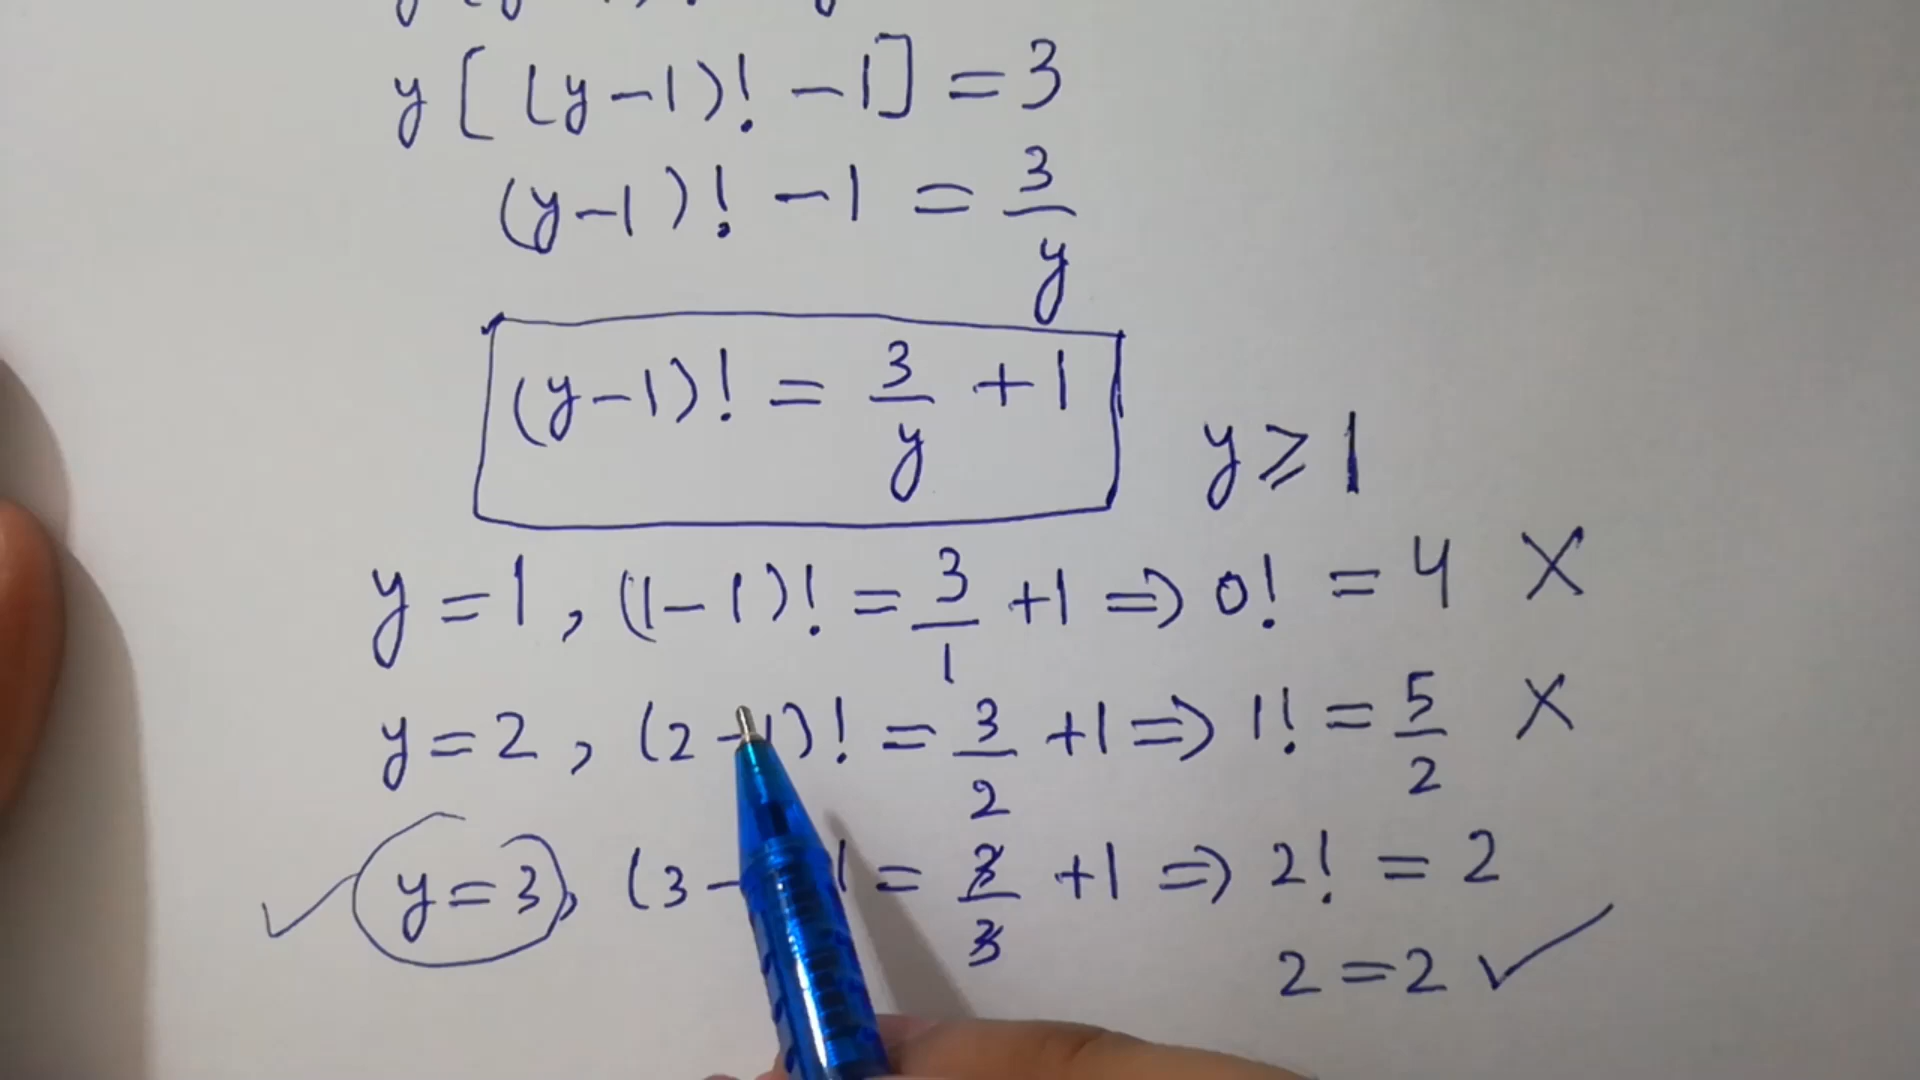 y[(y-1)! -1] = 3
(y-1)! -1 = 3/y
(y-1)! = 3/y +1
y ≥ 1
y = 1, (1-1)! = 3/1 +1 ⇒ 0! = 4 X
y = 2, (2-1)! = 3/2 +1 ⇒ 1! = 5/2 X
✓ y = 3, (3- = 3/3 +1 ⇒ 2! = 2
2 = 2 ✓